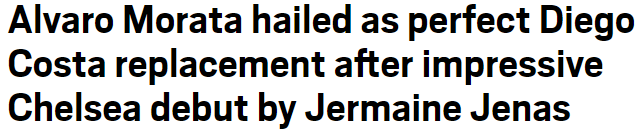 Alvaro Morata hailed as perfect Diego
Costa replacement after impressive
Chelsea debut by Jermaine Jenas